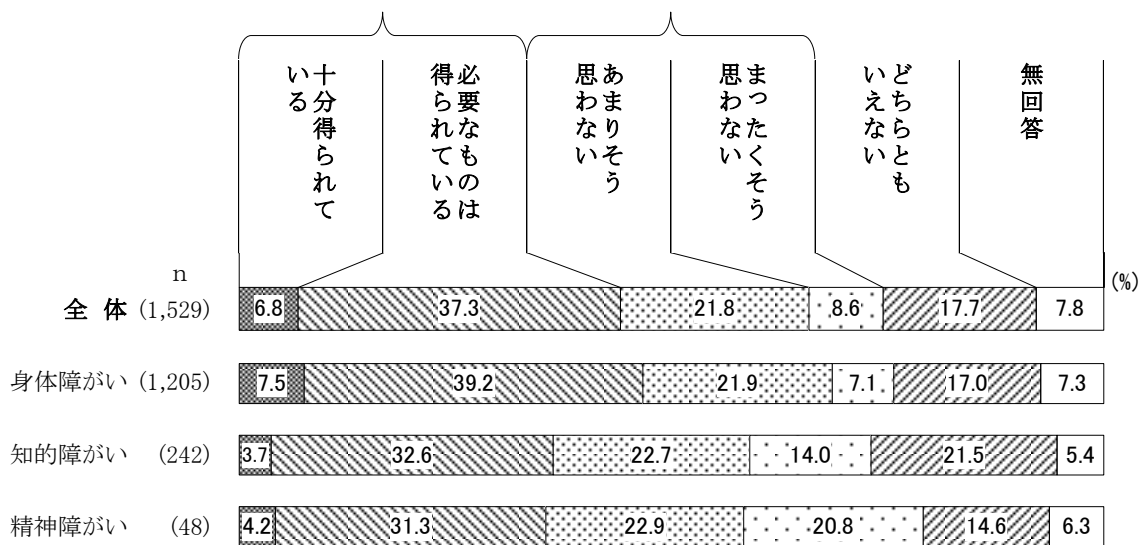 十分得られて
いる
必要なものは
得られている
あまりそう
思わない
まったくそう
思わない
どちらとも
いえない
無回答
n
(%)
全 体 (1,529) 6.8 37.3 21.8 8.6 17.7 7.8
身体障がい (1,205) 7.5 39.2 21.9 7.1 17.0 7.3
知的障がい (242) 3.7 32.6 22.7 14.0 21.5 5.4
精神障がい (48) 4.2 31.3 22.9 20.8 14.6 6.3